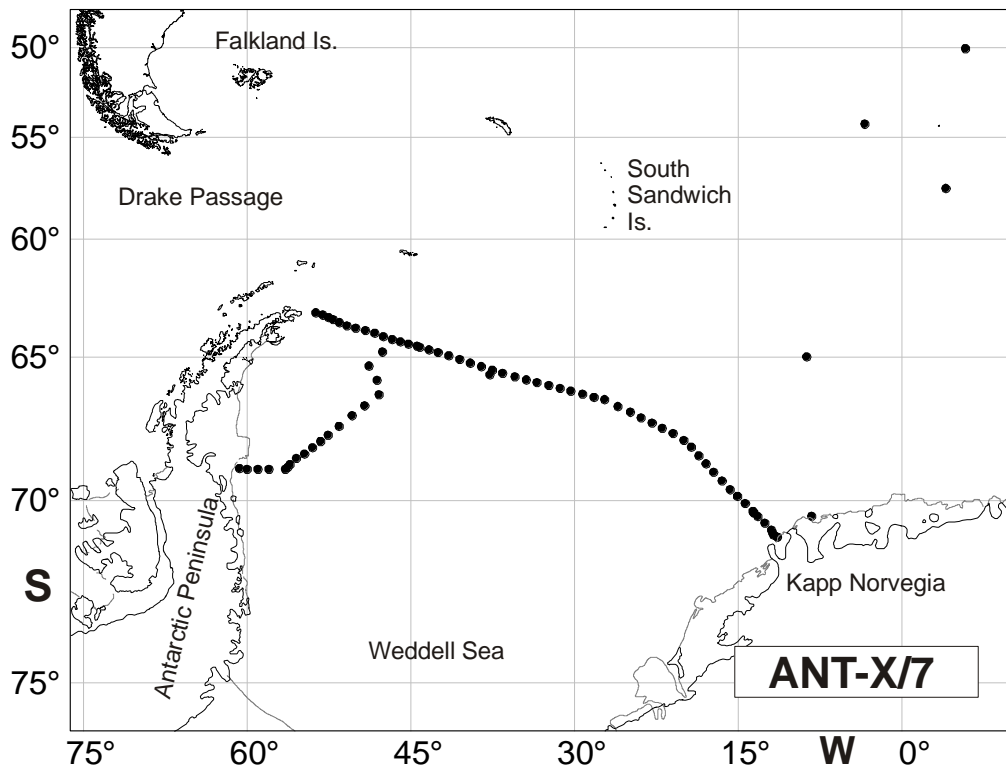 50°
Falkland Is.
55°
South
Sandwich
Is.
Drake Passage
60°
65°
70°
S
Antarctic Peninsula
Kapp Norvegia
Weddell Sea
ANT-X/7
75°
75°
60°
45°
30°
15°
W
0°